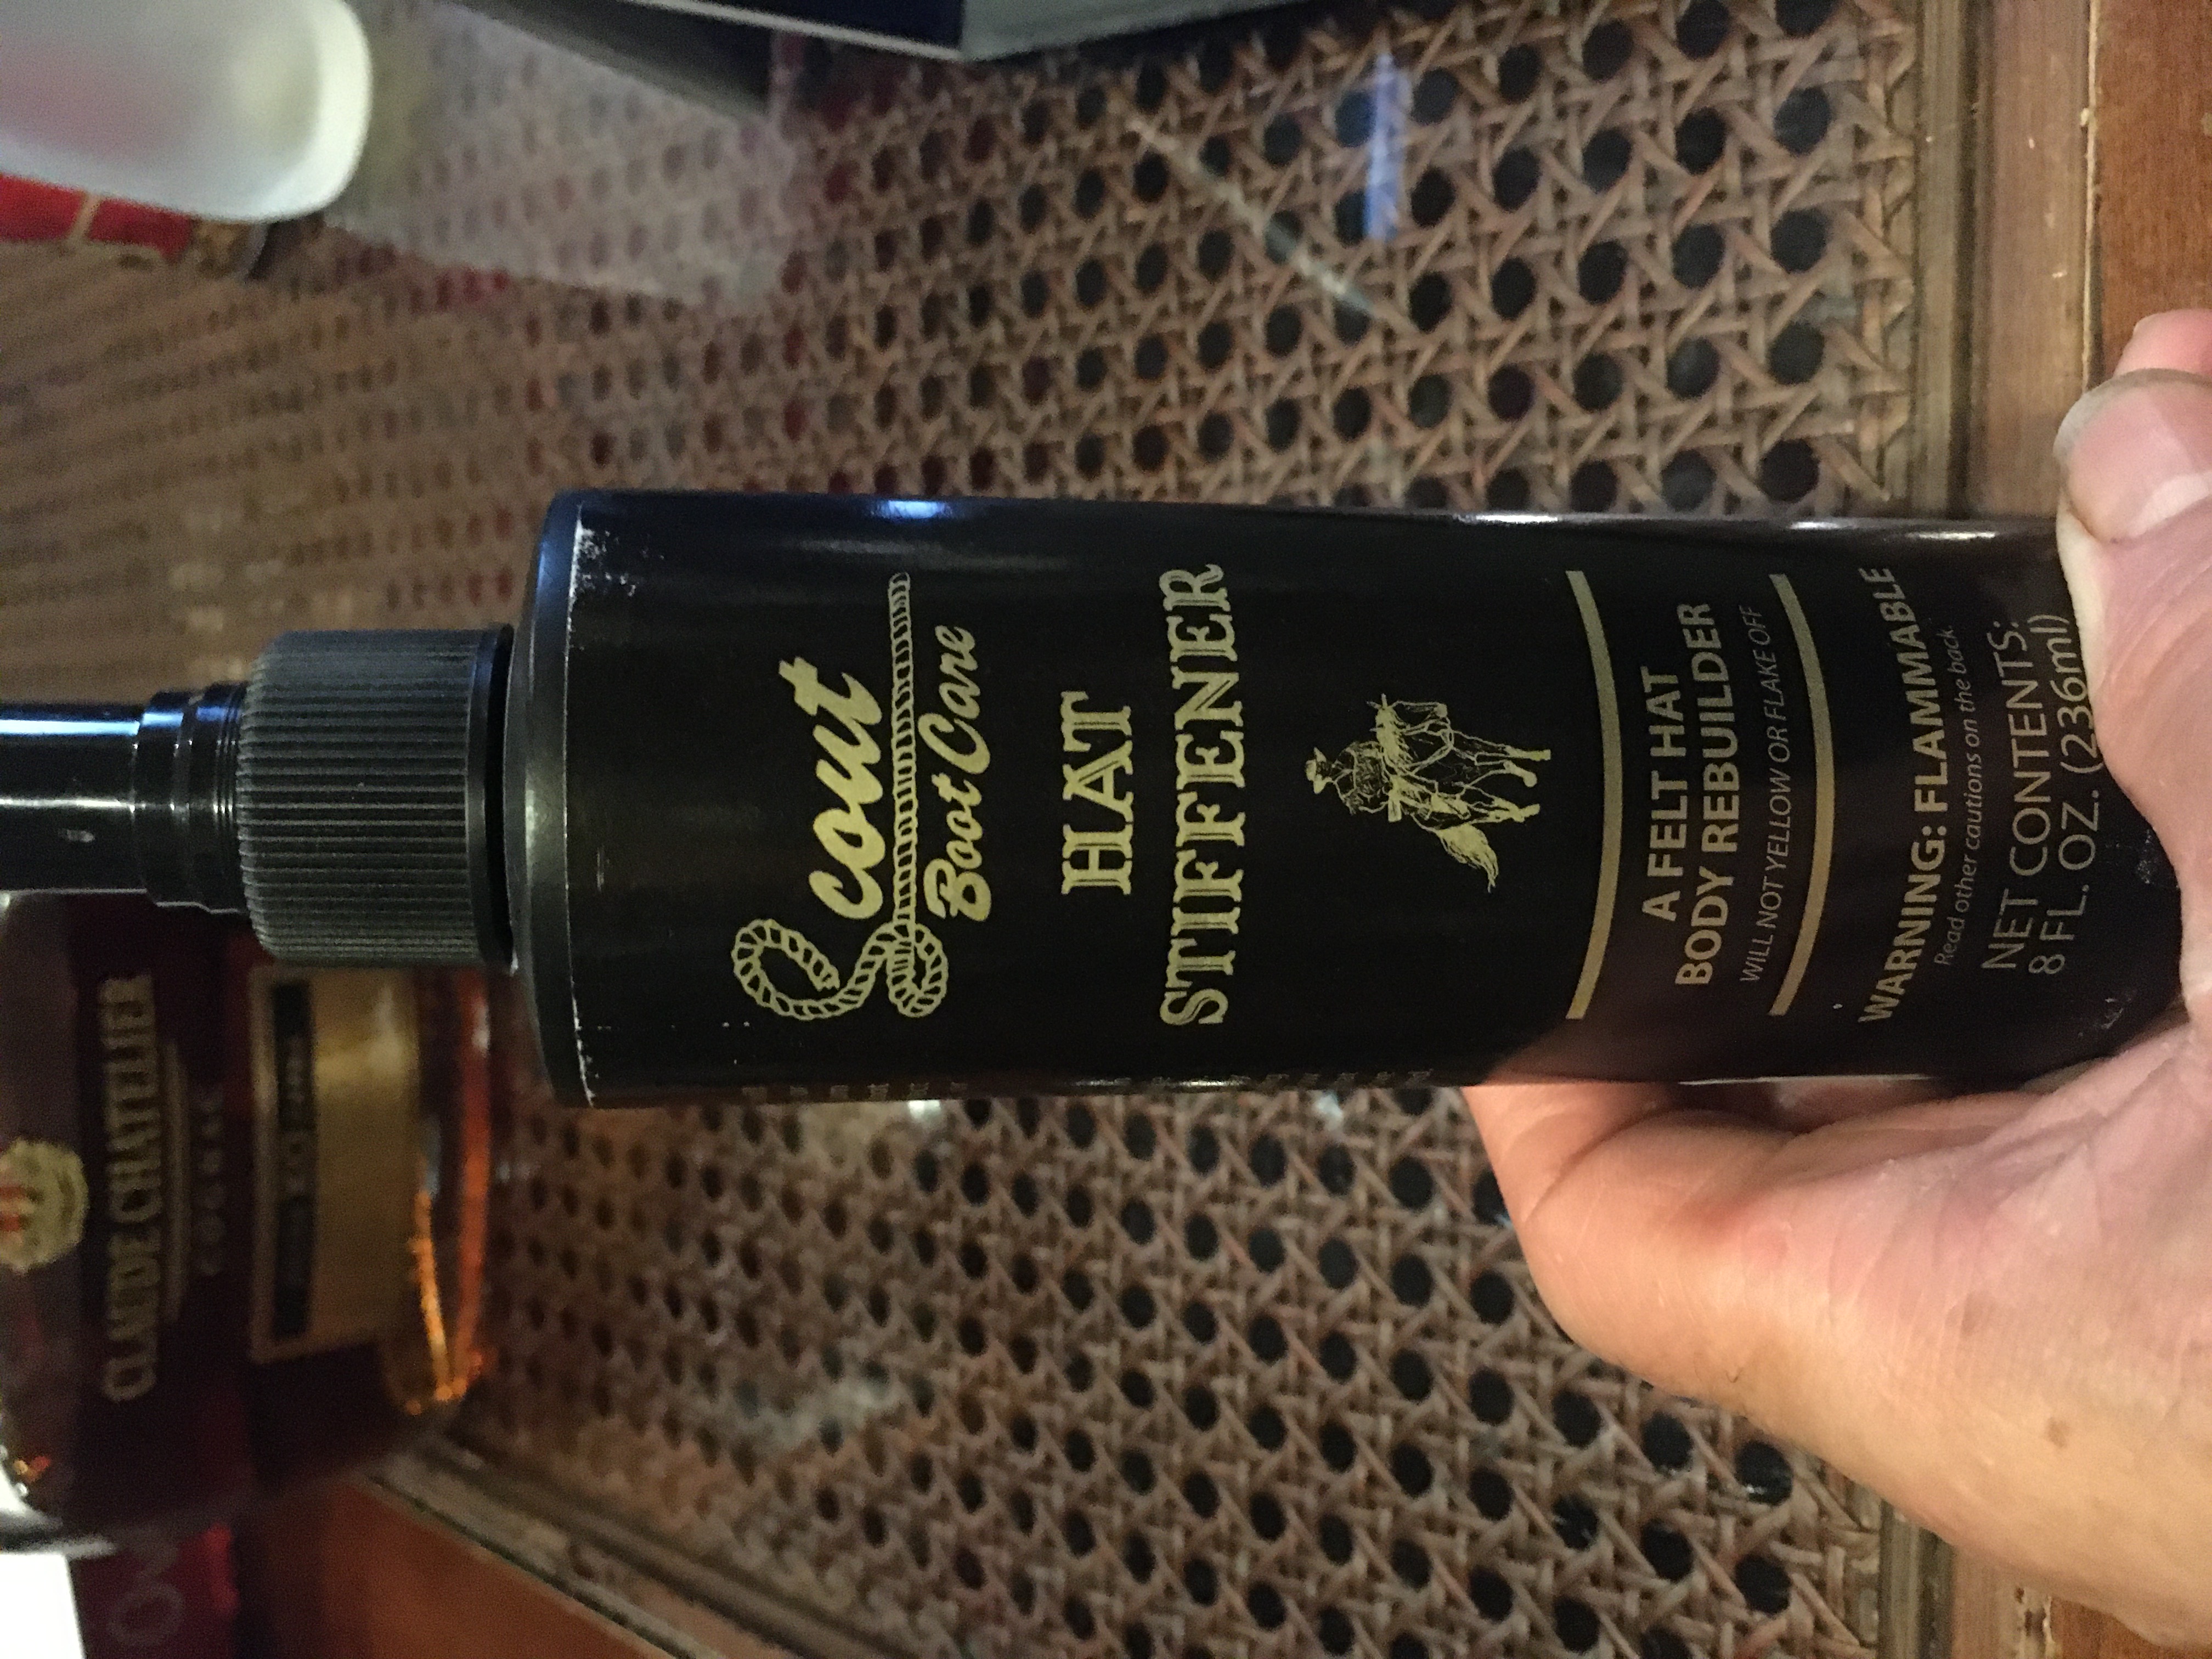 Scout
Boot Care
HAT
STIFFENER
A FELT HAT
BODY REBUILDER
WILL NOT YELLOW OR FLAKE OFF
WARNING: FLAMMABLE
Read other cautions on the back.
NET CONTENTS:
8 FL. OZ. (236ml)
CLAUDE CHATELIER
COGNAC